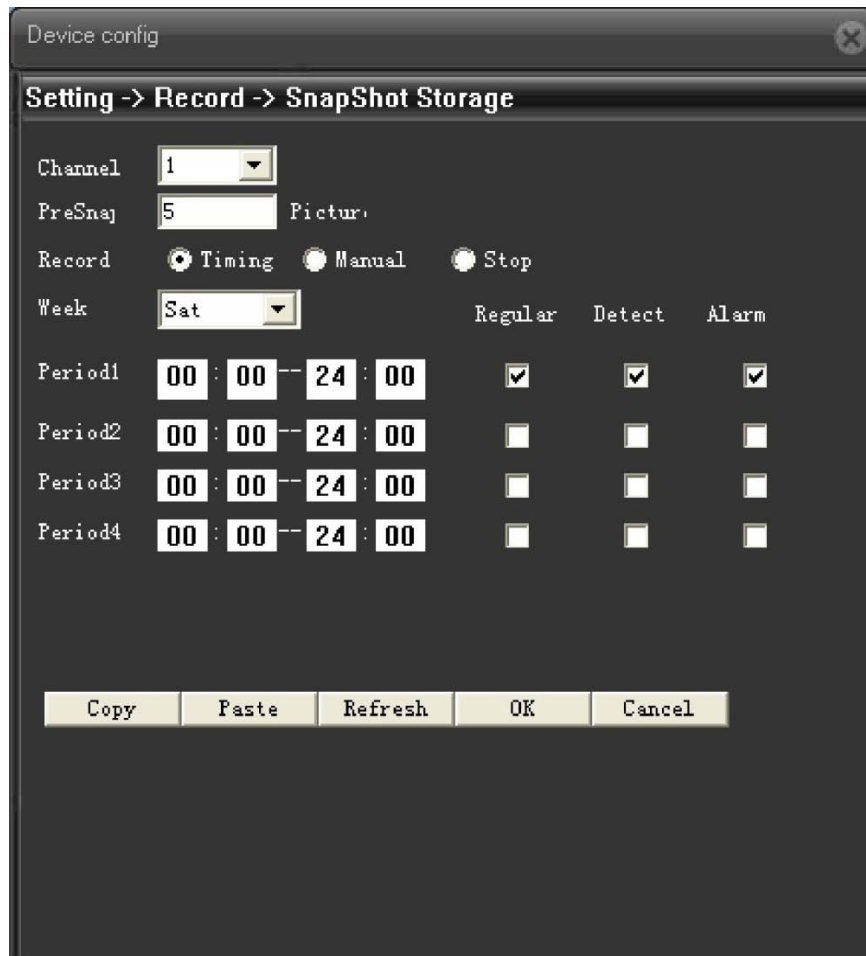 Device config
Setting -> Record -> SnapShot Storage
Channel 1
PreSnap 5 Pictur
Record Timing Manual Stop
Week Sat Regular Detect Alarm
Period1 00 : 00 -- 24 : 00
Period2 00 : 00 -- 24 : 00
Period3 00 : 00 -- 24 : 00
Period4 00 : 00 -- 24 : 00
Copy Paste Refresh OK Cancel